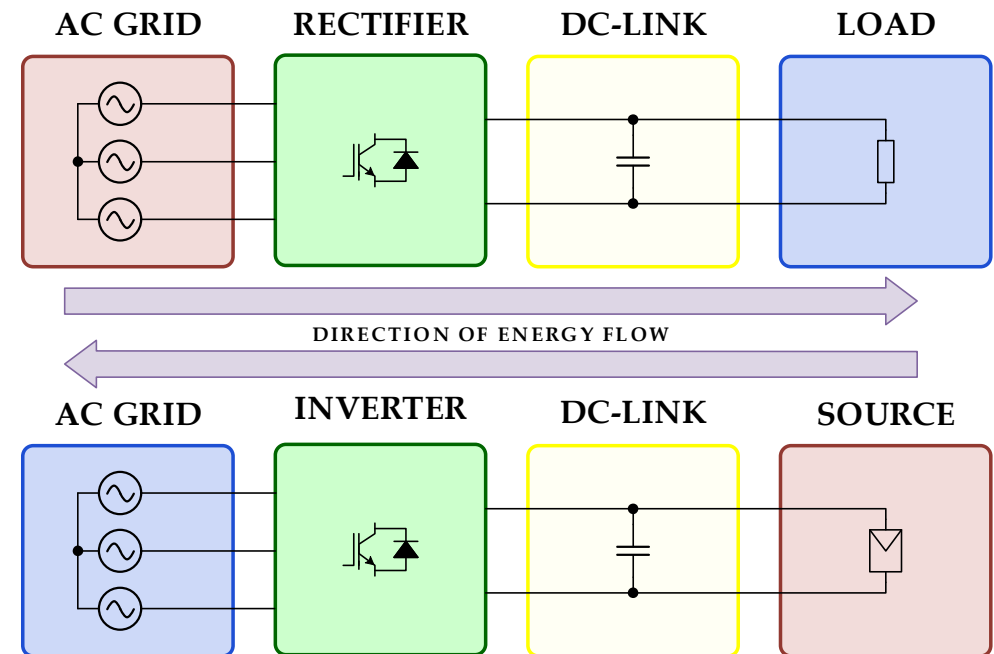 AC GRID
RECTIFIER
DC-LINK
LOAD
DIRECTION OF ENERGY FLOW
AC GRID
INVERTER
DC-LINK
SOURCE